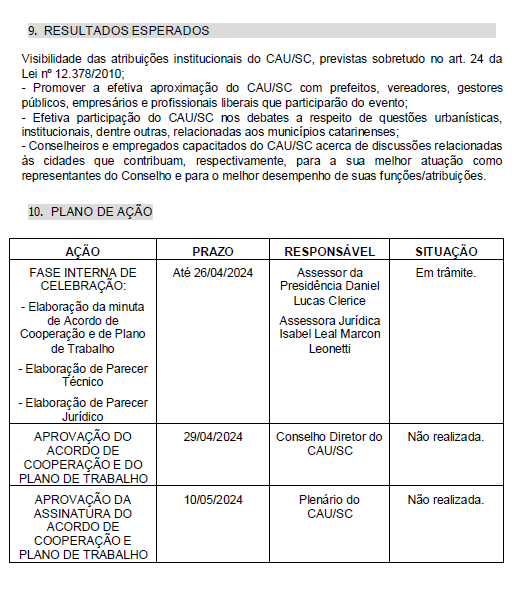 9. RESULTADOS ESPERADOS
Visibilidade das atribuições institucionais do CAU/SC, previstas sobretudo no art. 24 da
Lei nº 12.378/2010;
- Promover a efetiva aproximação do CAU/SC com prefeitos, vereadores, gestores
públicos, empresários e profissionais liberais que participarão do evento;
- Efetiva participação do CAU/SC nos debates a respeito de questões urbanísticas,
institucionais, dentre outras, relacionadas aos municípios catarinenses;
- Conselheiros e empregados capacitados do CAU/SC acerca de discussões relacionadas
às cidades que contribuam, respectivamente, para a sua melhor atuação como
representantes do Conselho e para o melhor desempenho de suas funções/atribuições.
10. PLANO DE AÇÃO
AÇÃO PRAZO RESPONSÁVEL SITUAÇÃO
FASE INTERNA DE
CELEBRAÇÃO:
- Elaboração da minuta
de Acordo de
Cooperação e de Plano
de Trabalho
- Elaboração de Parecer
Técnico
- Elaboração de Parecer
Jurídico
Até 26/04/2024
Assessor da
Presidência Daniel
Lucas Clerice
Assessora Jurídica
Isabel Leal Marcon
Leonetti
Em trâmite.
APROVAÇÃO DO
ACORDO DE
COOPERAÇÃO E DO
PLANO DE TRABALHO
29/04/2024
Conselho Diretor do
CAU/SC
Não realizada.
APROVAÇÃO DA
ASSINATURA DO
ACORDO DE
COOPERAÇÃO E
PLANO DE TRABALHO
10/05/2024
Plenário do
CAU/SC
Não realizada.